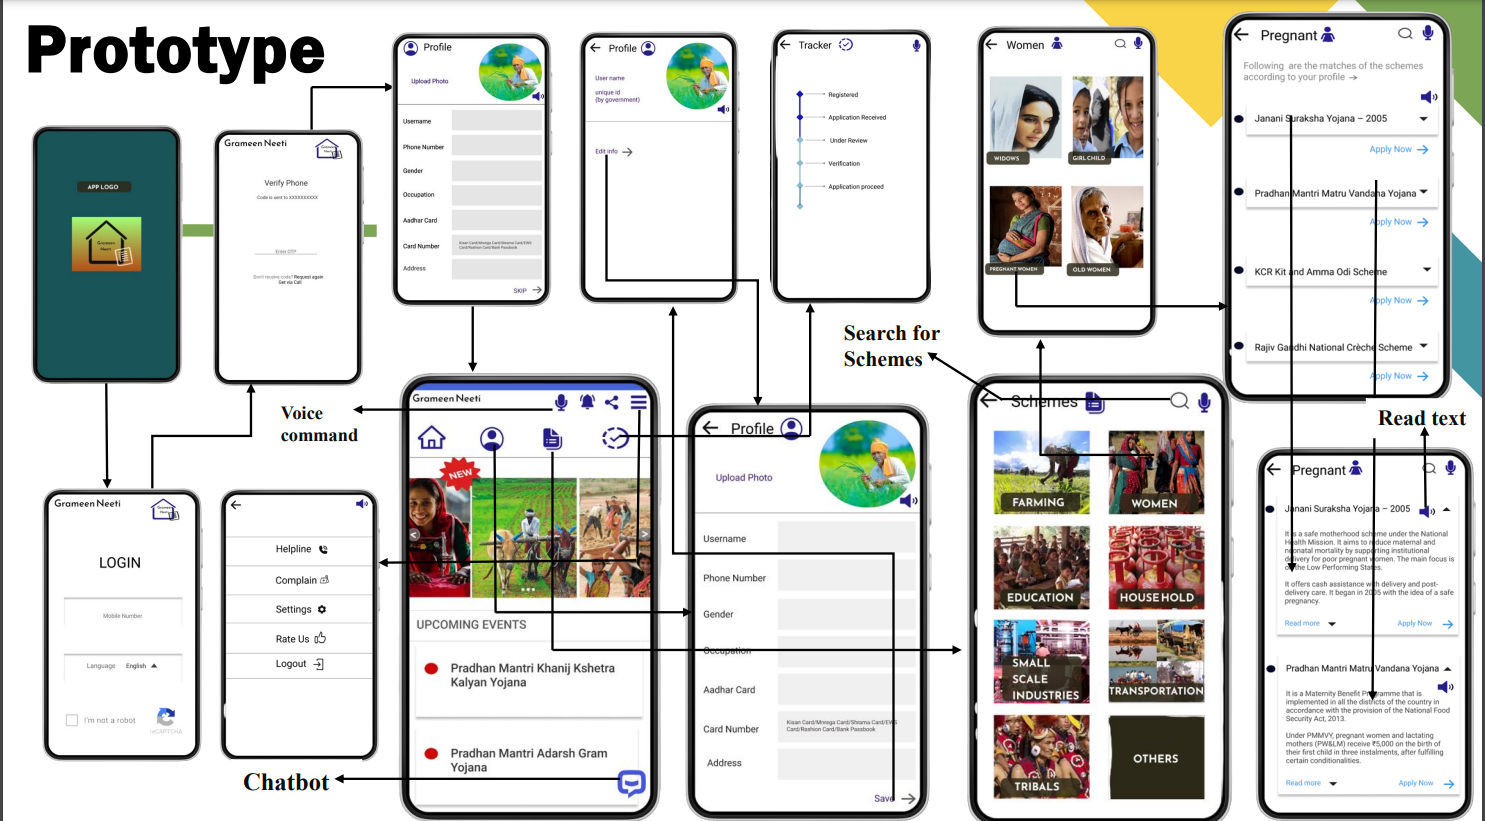 Prototype
APP LOGO
Grameen
Neeti
Grameen Neeti
Verify Phone
Code is sent to XXXXXXXXXX
Enter OTP
Don't receive code? Request again
Get via Call
Profile
Upload Photo
Username
Phone Number
Gender
Occupation
Aadhar Card
Card Number
Kisan Card/Mnrega Card/Shrama Card/EWS
Card/Rashion Card/Bank Passbook
Address
SKIP
Profile
User name
unique id
(by government)
Edit info
Tracker
Registered
Application Received
Under Review
Verification
Application proceed
Women
WIDOWS
GIRL CHILD
PREGNANT WOMEN
OLD WOMEN
Pregnant
Following are the matches of the schemes
according to your profile
Janani Suraksha Yojana – 2005
Apply Now
Pradhan Mantri Matru Vandana Yojana
Apply Now
KCR Kit and Amma Odi Scheme
Apply Now
Rajiv Gandhi National Crèche Scheme
Apply Now
Grameen Neeti
LOGIN
Mobile Number
Language English
I'm not a robot
reCAPTCHA
Helpline
Complain
Settings
Rate Us
Logout
Voice
command
Chatbot
Grameen Neeti
NEW
UPCOMING EVENTS
Pradhan Mantri Khanij Kshetra
Kalyan Yojana
Pradhan Mantri Adarsh Gram
Yojana
Profile
Upload Photo
Username
Phone Number
Gender
Occupation
Aadhar Card
Card Number
Kisan Card/Mnrega Card/Shrama Card/EWS
Card/Rashion Card/Bank Passbook
Address
Save
Search for
Schemes
Schemes
FARMING
WOMEN
EDUCATION
HOUSEHOLD
SMALL
SCALE
INDUSTRIES
TRANSPORTATION
TRIBALS
OTHERS
Read text
Pregnant
Janani Suraksha Yojana – 2005
It is a safe motherhood scheme under the National
Health Mission. It aims to reduce maternal and
neonatal mortality by supporting institutional
delivery for poor pregnant women. The main focus is
on the Low Performing States.
It offers cash assistance with delivery and post-
delivery care. It began in 2005 with the idea of a safe
pregnancy.
Read more
Apply Now
Pradhan Mantri Matru Vandana Yojana
It is a Maternity Benefit Programme that is
implemented in all the districts of the country in
accordance with the provision of the National Food
Security Act, 2013.
Under PMMVY, pregnant women and lactating
mothers (PW&LM) receive ₹5,000 on the birth of
their first child in three instalments, after fulfilling
certain conditionalities.
Read more
Apply Now